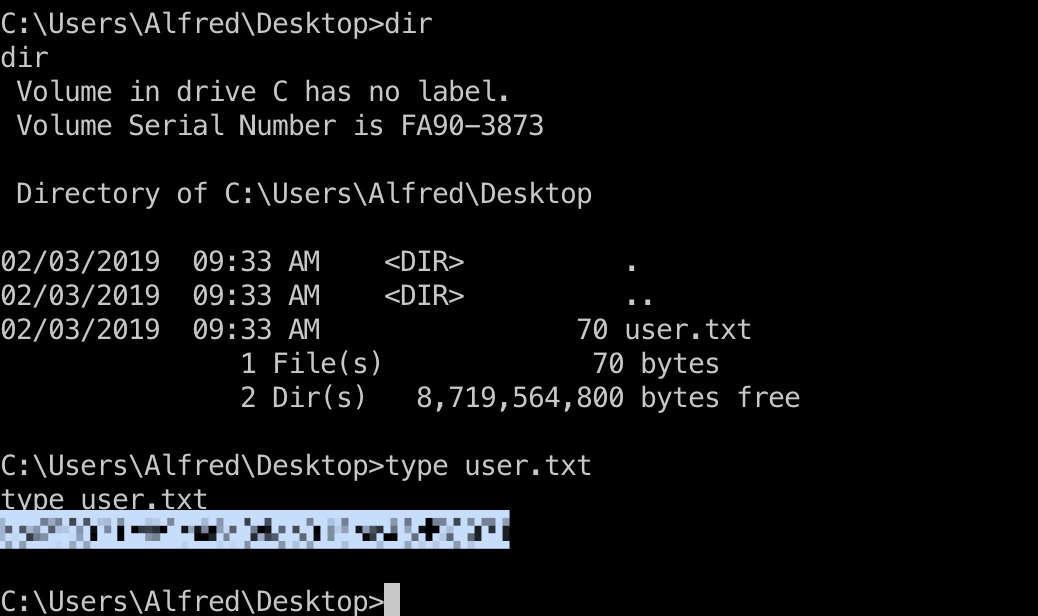 C:\Users\Alfred\Desktop>dir
dir
 Volume in drive C has no label.
 Volume Serial Number is FA90-3873

 Directory of C:\Users\Alfred\Desktop

02/03/2019  09:33 AM    <DIR>          .
02/03/2019  09:33 AM    <DIR>          ..
02/03/2019  09:33 AM                70 user.txt
               1 File(s)             70 bytes
               2 Dir(s)   8,719,564,800 bytes free

C:\Users\Alfred\Desktop>type user.txt
type user.txt

C:\Users\Alfred\Desktop>